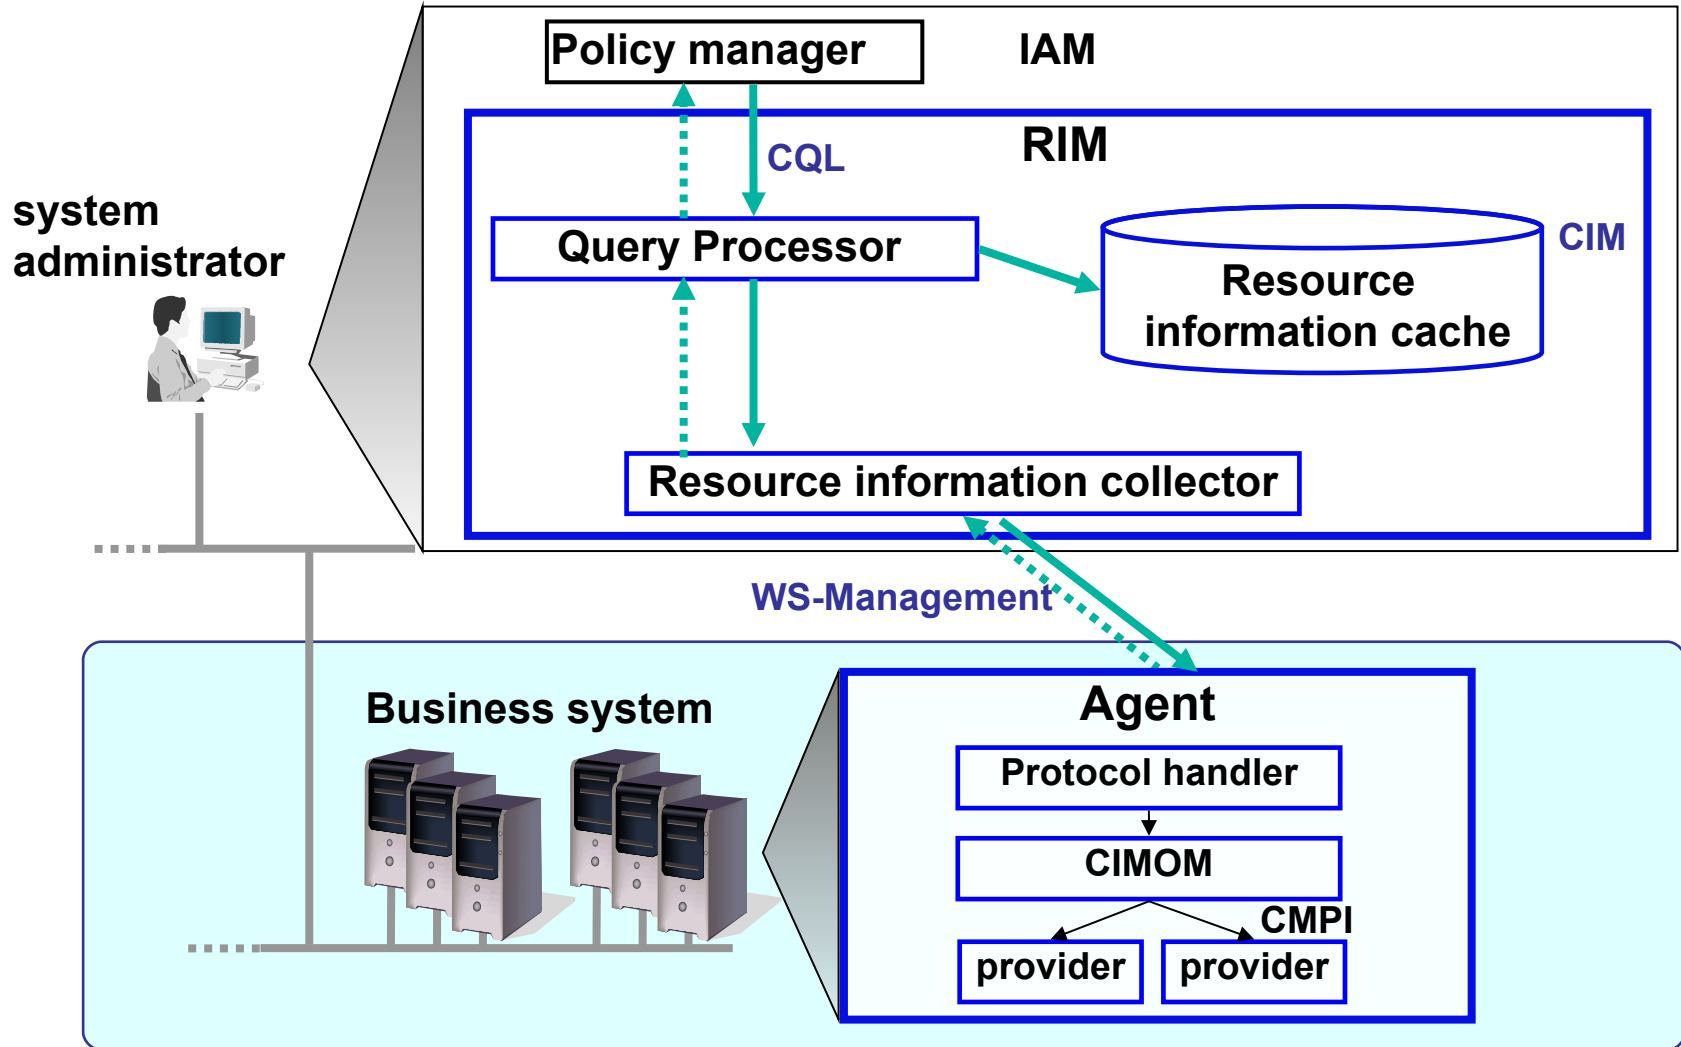 Policy manager
IAM
RIM
CQL
system
administrator
Query Processor
CIM
Resource
information cache
Resource information collector
WS-Management
Business system
Agent
Protocol handler
CIMOM
CMPI
provider
provider